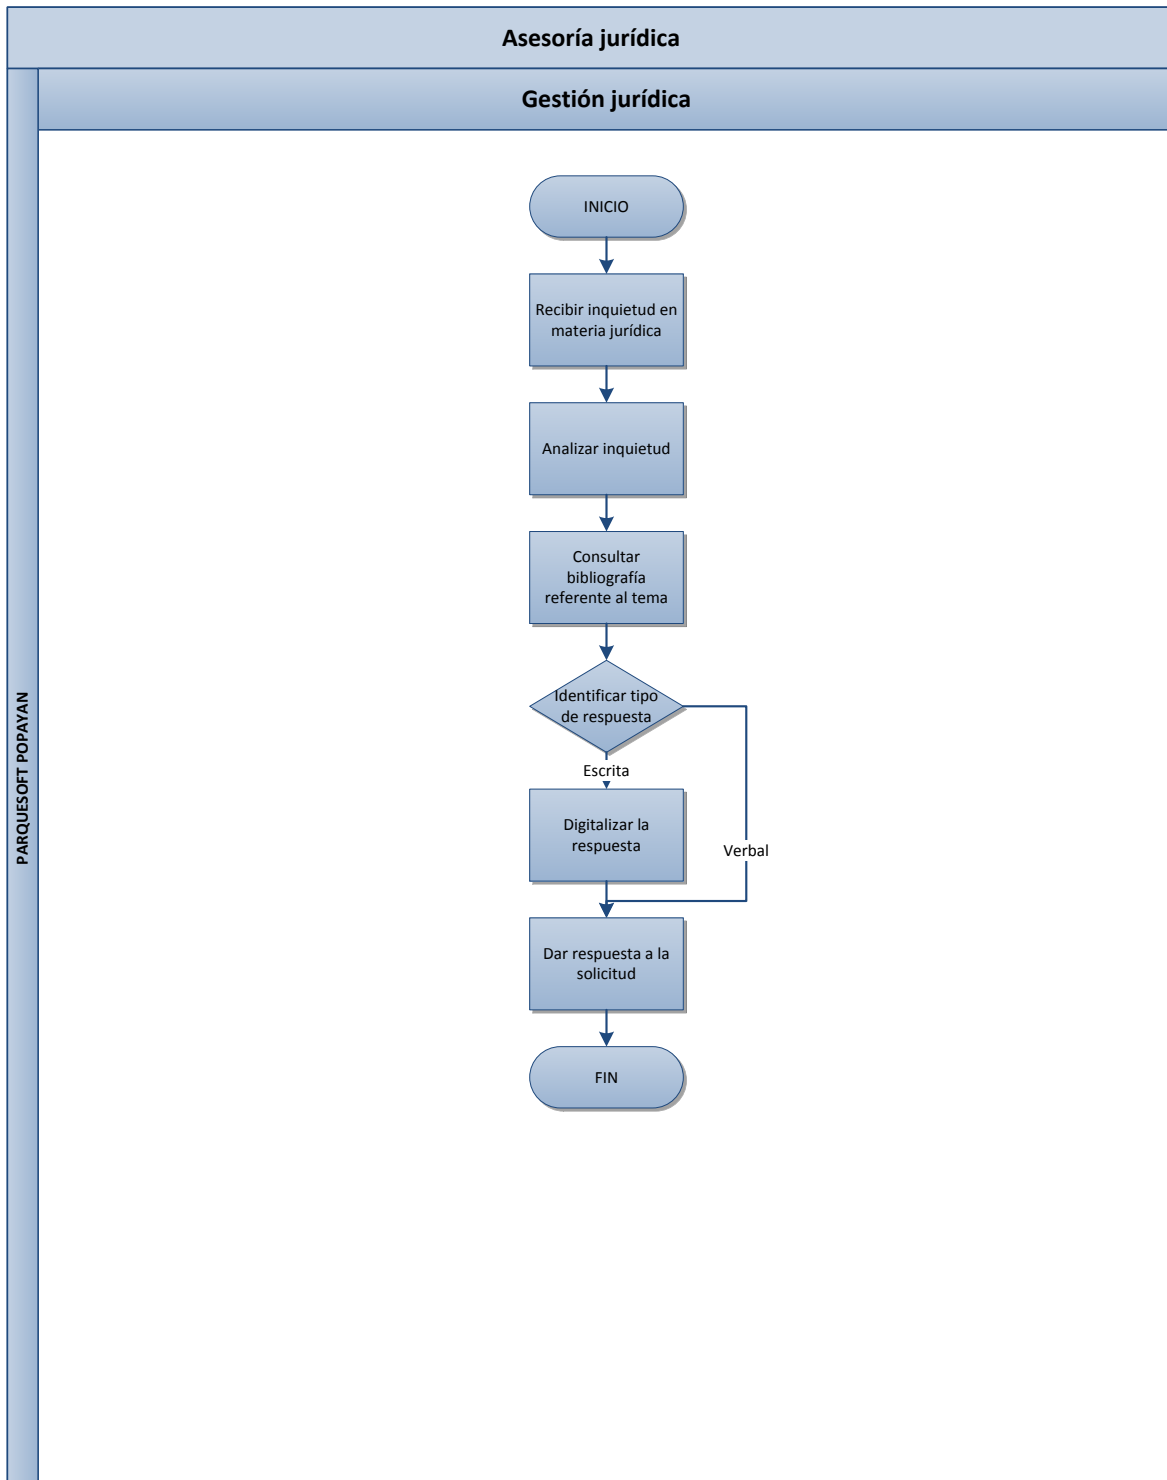 Asesoría jurídica
Gestión jurídica
PARQUESOFT POPAYAN
INICIO
Recibir inquietud en
materia jurídica
Analizar inquietud
Consultar
bibliografía
referente al tema
Identificar tipo
de respuesta
Escrita
Digitalizar la
respuesta
Verbal
Dar respuesta a la
solicitud
FIN